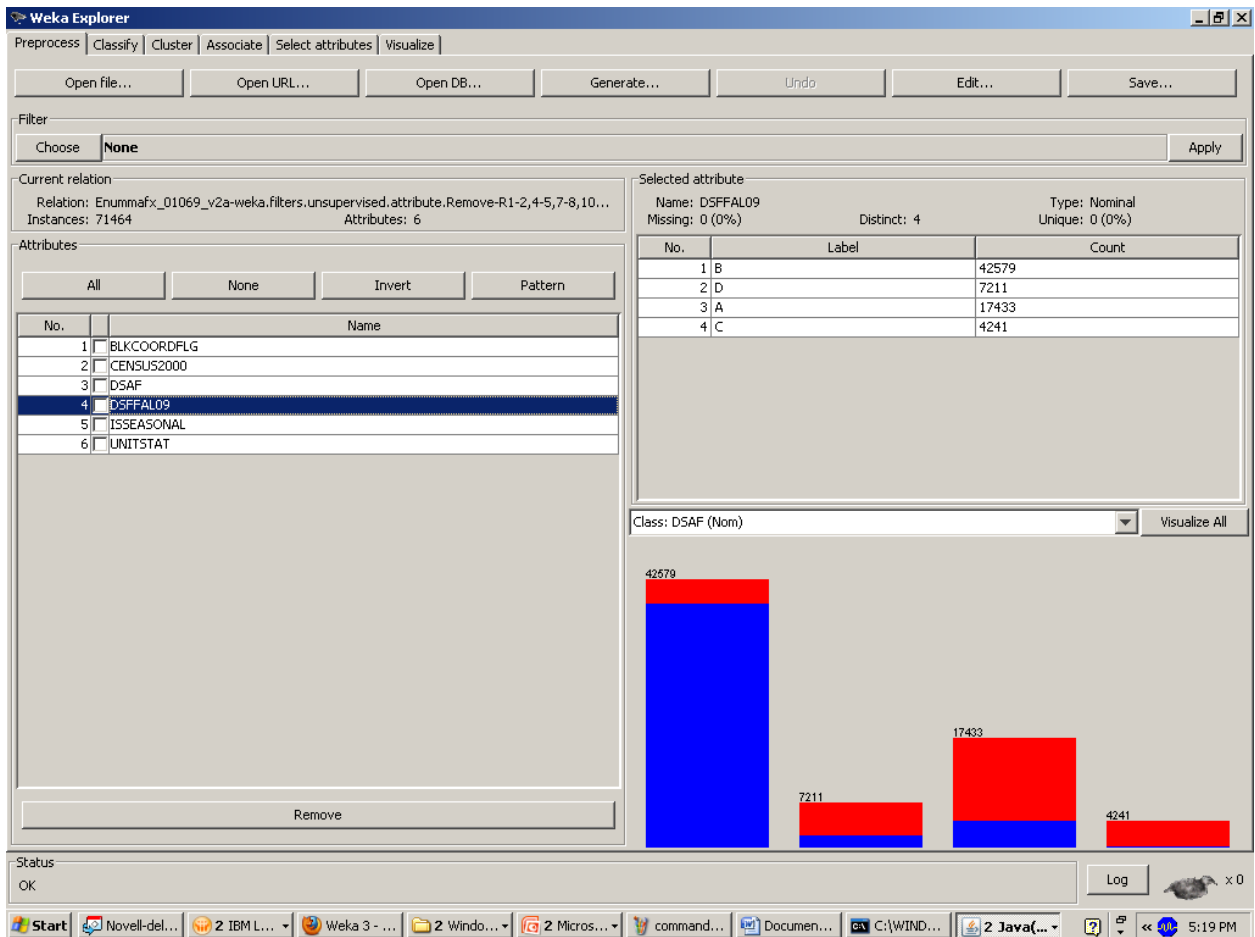 Weka Explorer
Preprocess Classify Cluster Associate Select attributes Visualize
Open file... Open URL... Open DB... Generate... Undo Edit... Save...
Filter
Choose None Apply
Current relation
Relation: Enummafx_01069_v2a-weka.filters.unsupervised.attribute.Remove-R1-2,4-5,7-8,10...
Instances: 71464 Attributes: 6
Attributes
All None Invert Pattern
No. Name
1 BLKCOORDFLG
2 CENSUS2000
3 DSAF
4 DSFFAL09
5 ISSEASONAL
6 UNITSTAT
Remove
Selected attribute
Name: DSFFAL09 Type: Nominal
Missing: 0 (0%) Distinct: 4 Unique: 0 (0%)
No. Label Count
1 B 42579
2 D 7211
3 A 17433
4 C 4241
Class: DSAF (Nom) Visualize All
42579
7211
17433
4241
Status
OK
Log x 0
Start Novell-del... 2 IBM L... Weka 3 - ... 2 Windo... 2 Micros... command... Documen... C:\WIND... 2 Java(... 5:19 PM